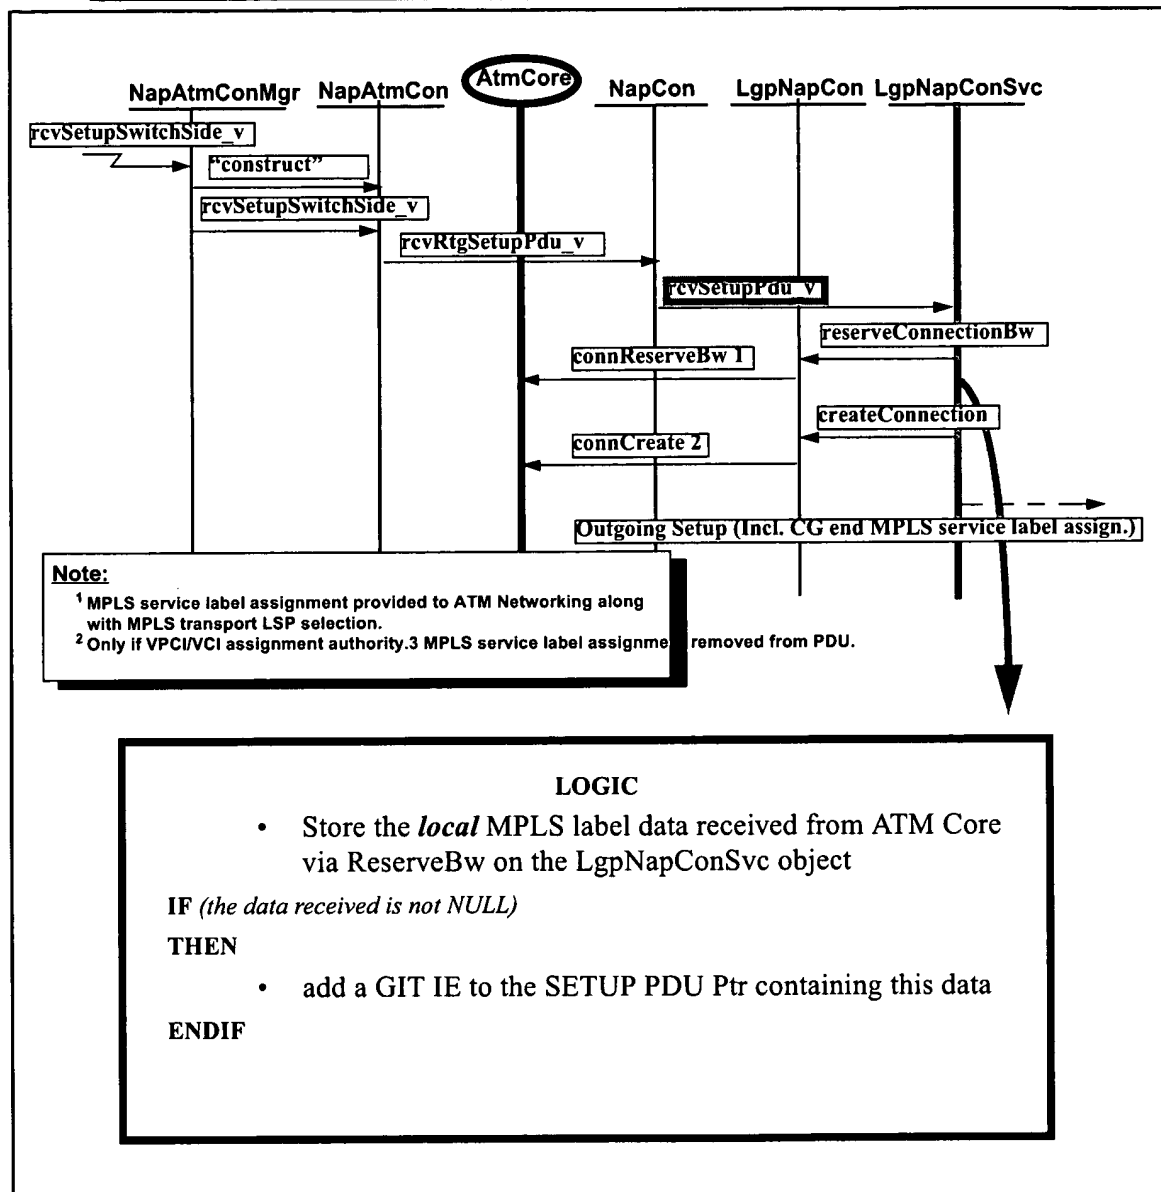 NapAtmConMgr NapAtmCon AtmCore NapCon LgpNapCon LgpNapConSvc
rcvSetupSwitchSide_v
“construct”
rcvSetupSwitchSide_v
rcvRtgSetupPdu_v
rcvSetupPdu_v
reserveConnectionBw
connReserveBw 1
createConnection
connCreate 2
Outgoing Setup (Incl. CG end MPLS service label assign.)
Note:
1 MPLS service label assignment provided to ATM Networking along
with MPLS transport LSP selection.
2 Only if VPCI/VCI assignment authority.3 MPLS service label assignme removed from PDU.
LOGIC
• Store the local MPLS label data received from ATM Core
via ReserveBw on the LgpNapConSvc object
IF (the data received is not NULL)
THEN
• add a GIT IE to the SETUP PDU Ptr containing this data
ENDIF